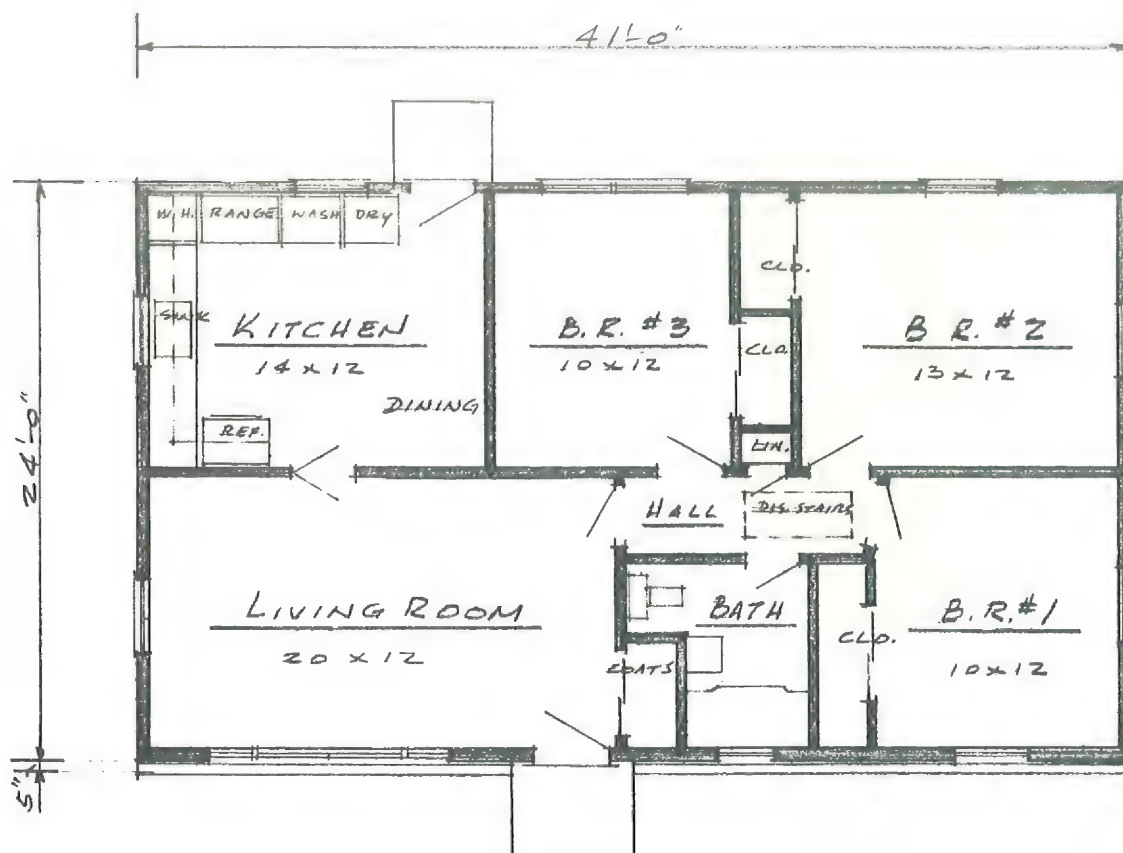 41'-0"
W.H. RANGE WASH DRY
CLO.
SINK
KITCHEN
14 x 12
DINING
REF.
B.R. #3
10 x 12
CLO.
LIN.
B R. #2
13 x 12
24'-0"
HALL
DIS. STAIRS
LIVING ROOM
20 x 12
BATH
COATS
CLO.
B.R. #1
10 x 12
5"